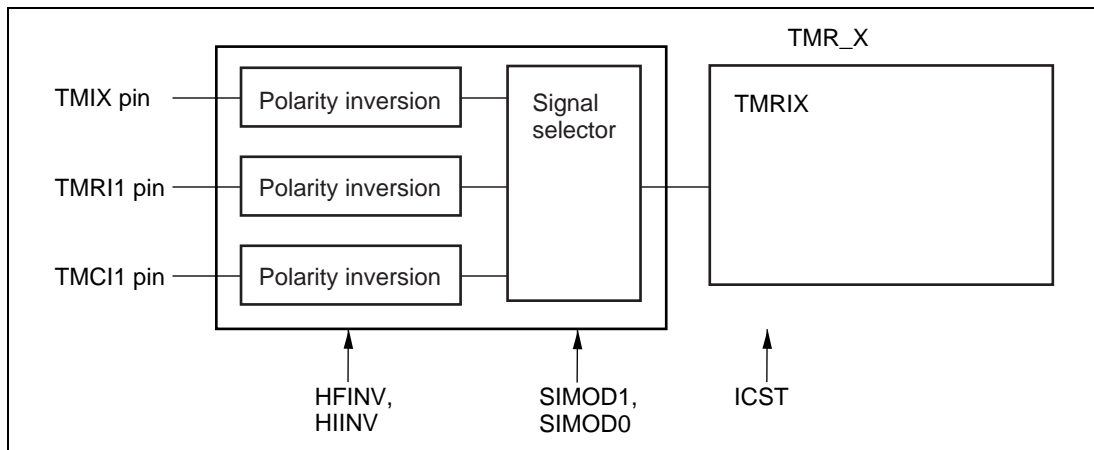 TMR_X
TMIX pin
Polarity inversion
Signal
selector
TMRIX
TMRI1 pin
Polarity inversion
TMCI1 pin
Polarity inversion
HFINV,
HIINV
SIMOD1,
SIMOD0
ICST